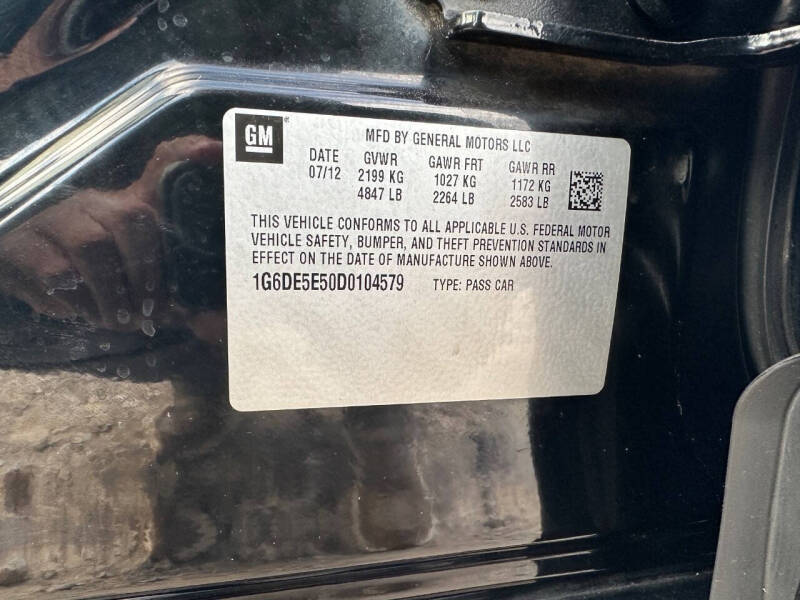 GM
MFD BY GENERAL MOTORS LLC
DATE GVWR GAWR FRT GAWR RR
07/12 2199 KG 1027 KG 1172 KG
4847 LB 2264 LB 2583 LB
THIS VEHICLE CONFORMS TO ALL APPLICABLE U.S. FEDERAL MOTOR
VEHICLE SAFETY, BUMPER, AND THEFT PREVENTION STANDARDS IN
EFFECT ON THE DATE OF MANUFACTURE SHOWN ABOVE.
1G6DE5E50D0104579 TYPE: PASS CAR